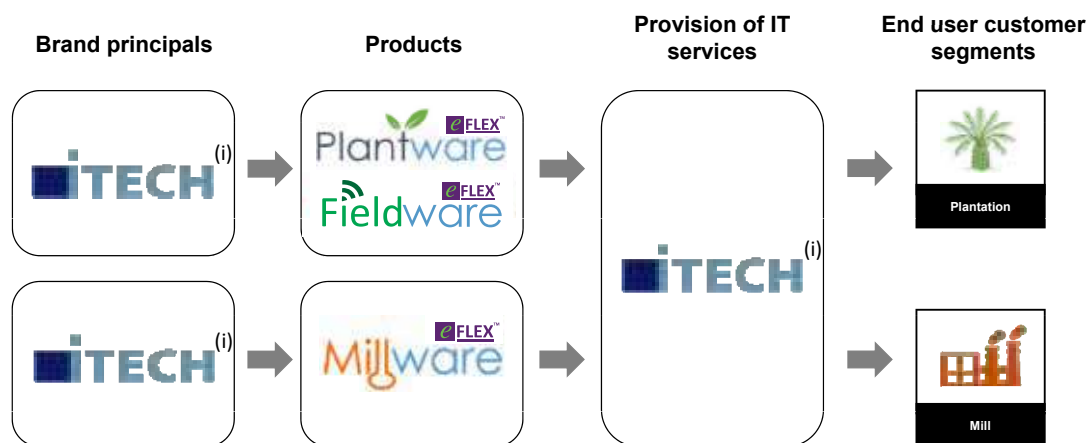 Brand principals
Products
Provision of IT
services
End user customer
segments
iTECH(i)
Plantware eFLEX™
Fieldware eFLEX™
iTECH(i)
Plantation
iTECH(i)
Millware eFLEX™
Mill